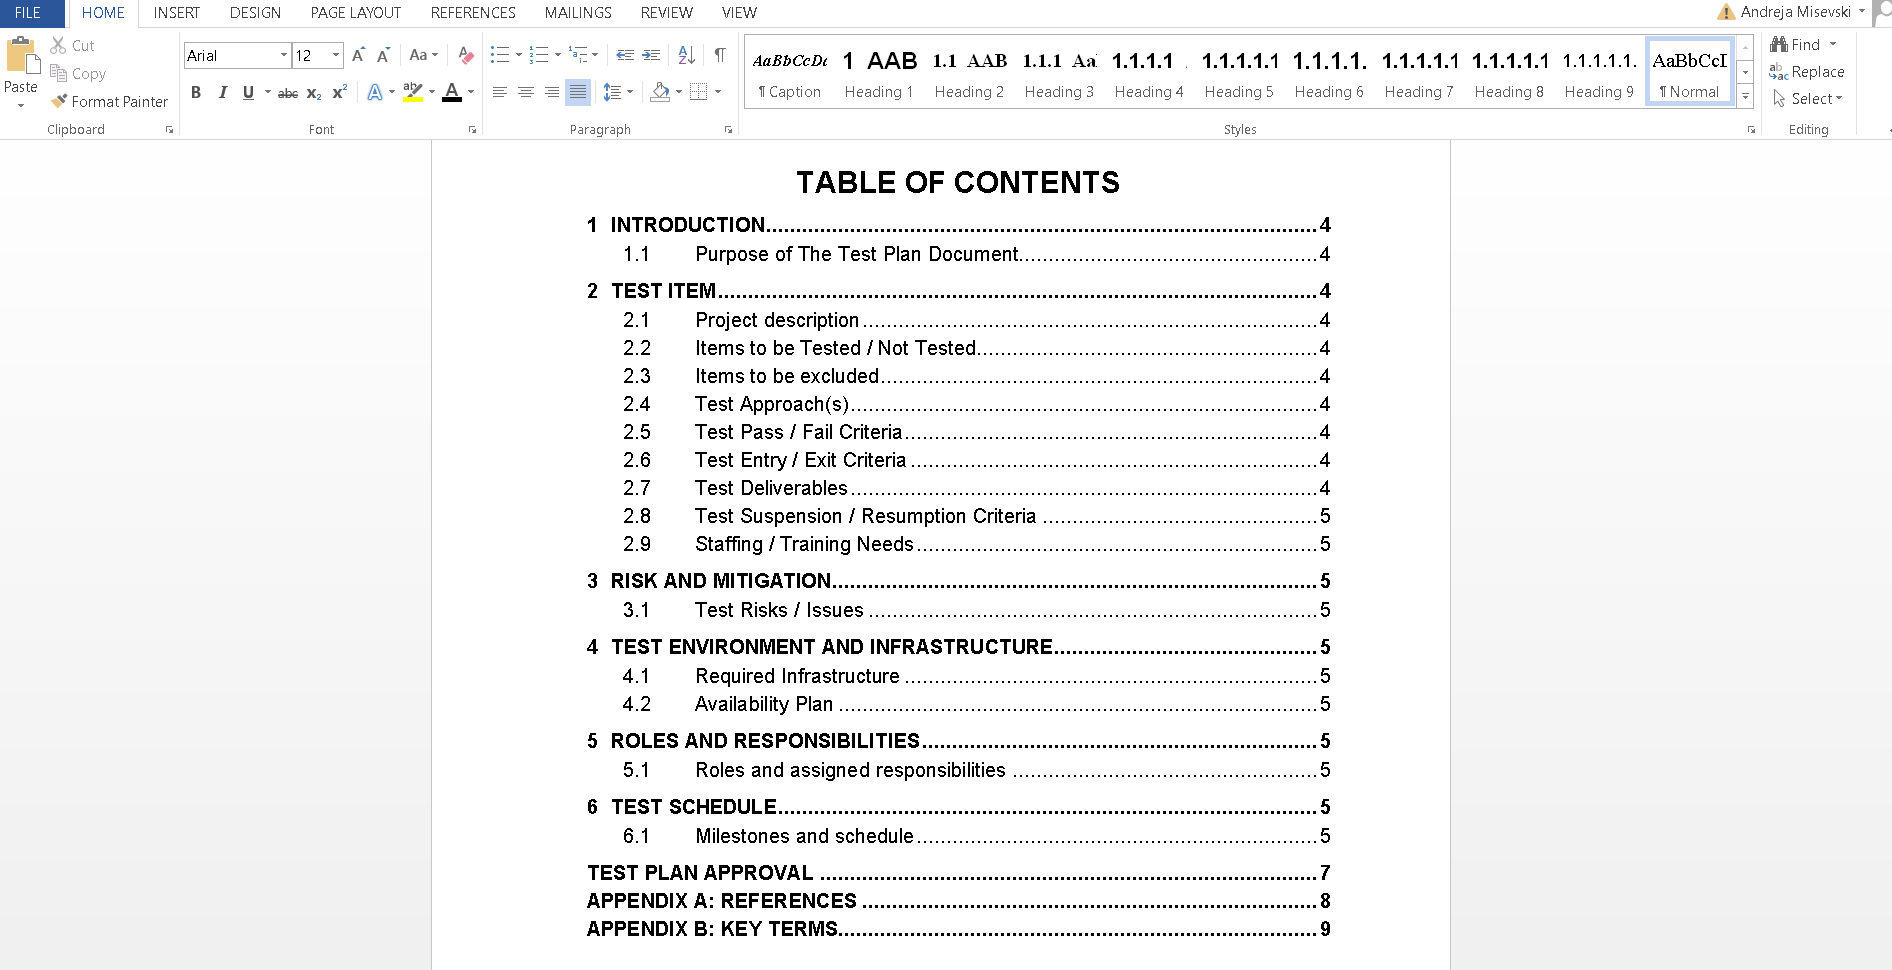 FILE HOME INSERT DESIGN PAGE LAYOUT REFERENCES MAILINGS REVIEW VIEW Andreja Misevski
Paste Cut
Copy
Format Painter
Clipboard
Arial 12 Aa
B I U abc X₂ X² A ab A
Font
Paragraph
AaBbCcDd 1 AAB 1.1 AAB 1.1.1 Aa 1.1.1.1 1.1.1.1.1 1.1.1.1. 1.1.1.1.1 1.1.1.1.1 1.1.1.1.1. AaBbCcI
¶ Caption Heading 1 Heading 2 Heading 3 Heading 4 Heading 5 Heading 6 Heading 7 Heading 8 Heading 9 ¶ Normal
Styles
Find
Replace
Select
Editing
TABLE OF CONTENTS
1 INTRODUCTION 4
1.1 Purpose of The Test Plan Document 4
2 TEST ITEM 4
2.1 Project description 4
2.2 Items to be Tested / Not Tested 4
2.3 Items to be excluded 4
2.4 Test Approach(s) 4
2.5 Test Pass / Fail Criteria 4
2.6 Test Entry / Exit Criteria 4
2.7 Test Deliverables 4
2.8 Test Suspension / Resumption Criteria 5
2.9 Staffing / Training Needs 5
3 RISK AND MITIGATION 5
3.1 Test Risks / Issues 5
4 TEST ENVIRONMENT AND INFRASTRUCTURE 5
4.1 Required Infrastructure 5
4.2 Availability Plan 5
5 ROLES AND RESPONSIBILITIES 5
5.1 Roles and assigned responsibilities 5
6 TEST SCHEDULE 5
6.1 Milestones and schedule 5
TEST PLAN APPROVAL 7
APPENDIX A: REFERENCES 8
APPENDIX B: KEY TERMS 9